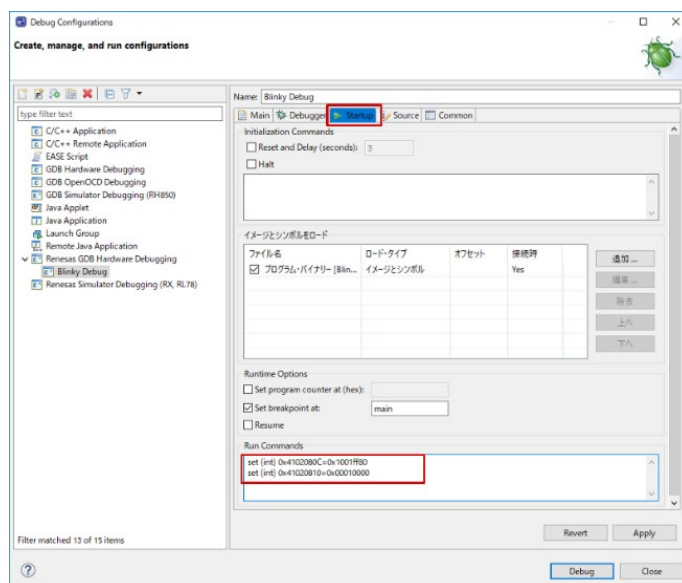 Debug Configurations
Create, manage, and run configurations
type filter text
C/C++ Application
C/C++ Remote Application
EASE Script
GDB Hardware Debugging
GDB OpenOCD Debugging
GDB Simulator Debugging (RH850)
Java Applet
Java Application
Launch Group
Remote Java Application
Renesas GDB Hardware Debugging
Blinky Debug
Renesas Simulator Debugging (RX, RL78)
Filter matched 13 of 15 items
Name: Blinky Debug
Main Debugger Startup Source Common
Initialization Commands
Reset and Delay (seconds): 3
Halt
イメージとシンボルをロード
ファイル名 ロード・タイプ オフセット 接続時
プログラム・バイナリー [Blin... イメージとシンボル Yes
追加 ...
編集 ...
除去
上へ
下へ
Runtime Options
Set program counter at (hex):
Set breakpoint at: main
Resume
Run Commands
set {int} 0x4102080C=0x1001ff80
set {int} 0x41020810=0x00010000
Revert Apply
Debug Close